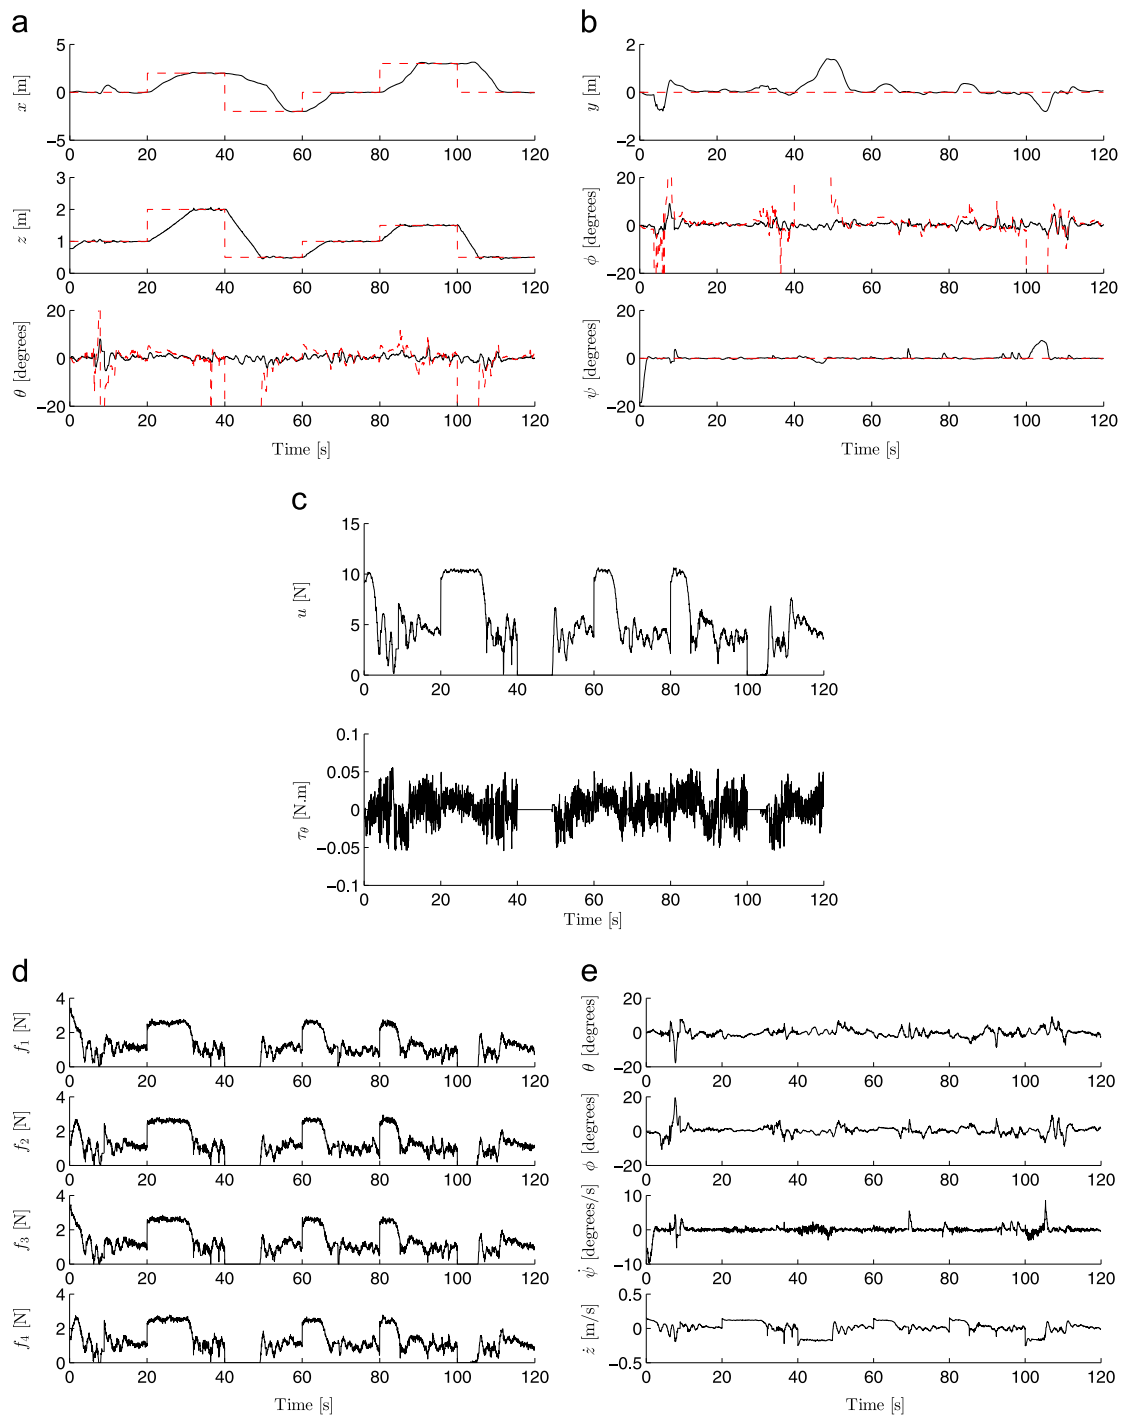 a
b
x [m]
5
0
−5
0 20 40 60 80 100 120
y [m]
2
0
−2
0 20 40 60 80 100 120
z [m]
3
2
1
0
0 20 40 60 80 100 120
ϕ [degrees]
20
0
−20
0 20 40 60 80 100 120
θ [degrees]
20
0
−20
0 20 40 60 80 100 120
Time [s]
ψ [degrees]
20
0
−20
0 20 40 60 80 100 120
Time [s]
c
u [N]
15
10
5
0
0 20 40 60 80 100 120
τθ [N.m]
0.1
0.05
0
−0.05
−0.1
0 20 40 60 80 100 120
Time [s]
d
e
f1 [N]
4
2
0
0 20 40 60 80 100 120
θ [degrees]
20
0
−20
0 20 40 60 80 100 120
f2 [N]
4
2
0
0 20 40 60 80 100 120
ϕ [degrees]
20
0
−20
0 20 40 60 80 100 120
f3 [N]
4
2
0
0 20 40 60 80 100 120
ψ̇ [degrees/s]
10
0
−10
0 20 40 60 80 100 120
f4 [N]
4
2
0
0 20 40 60 80 100 120
Time [s]
ż [m/s]
0.5
0
−0.5
0 20 40 60 80 100 120
Time [s]